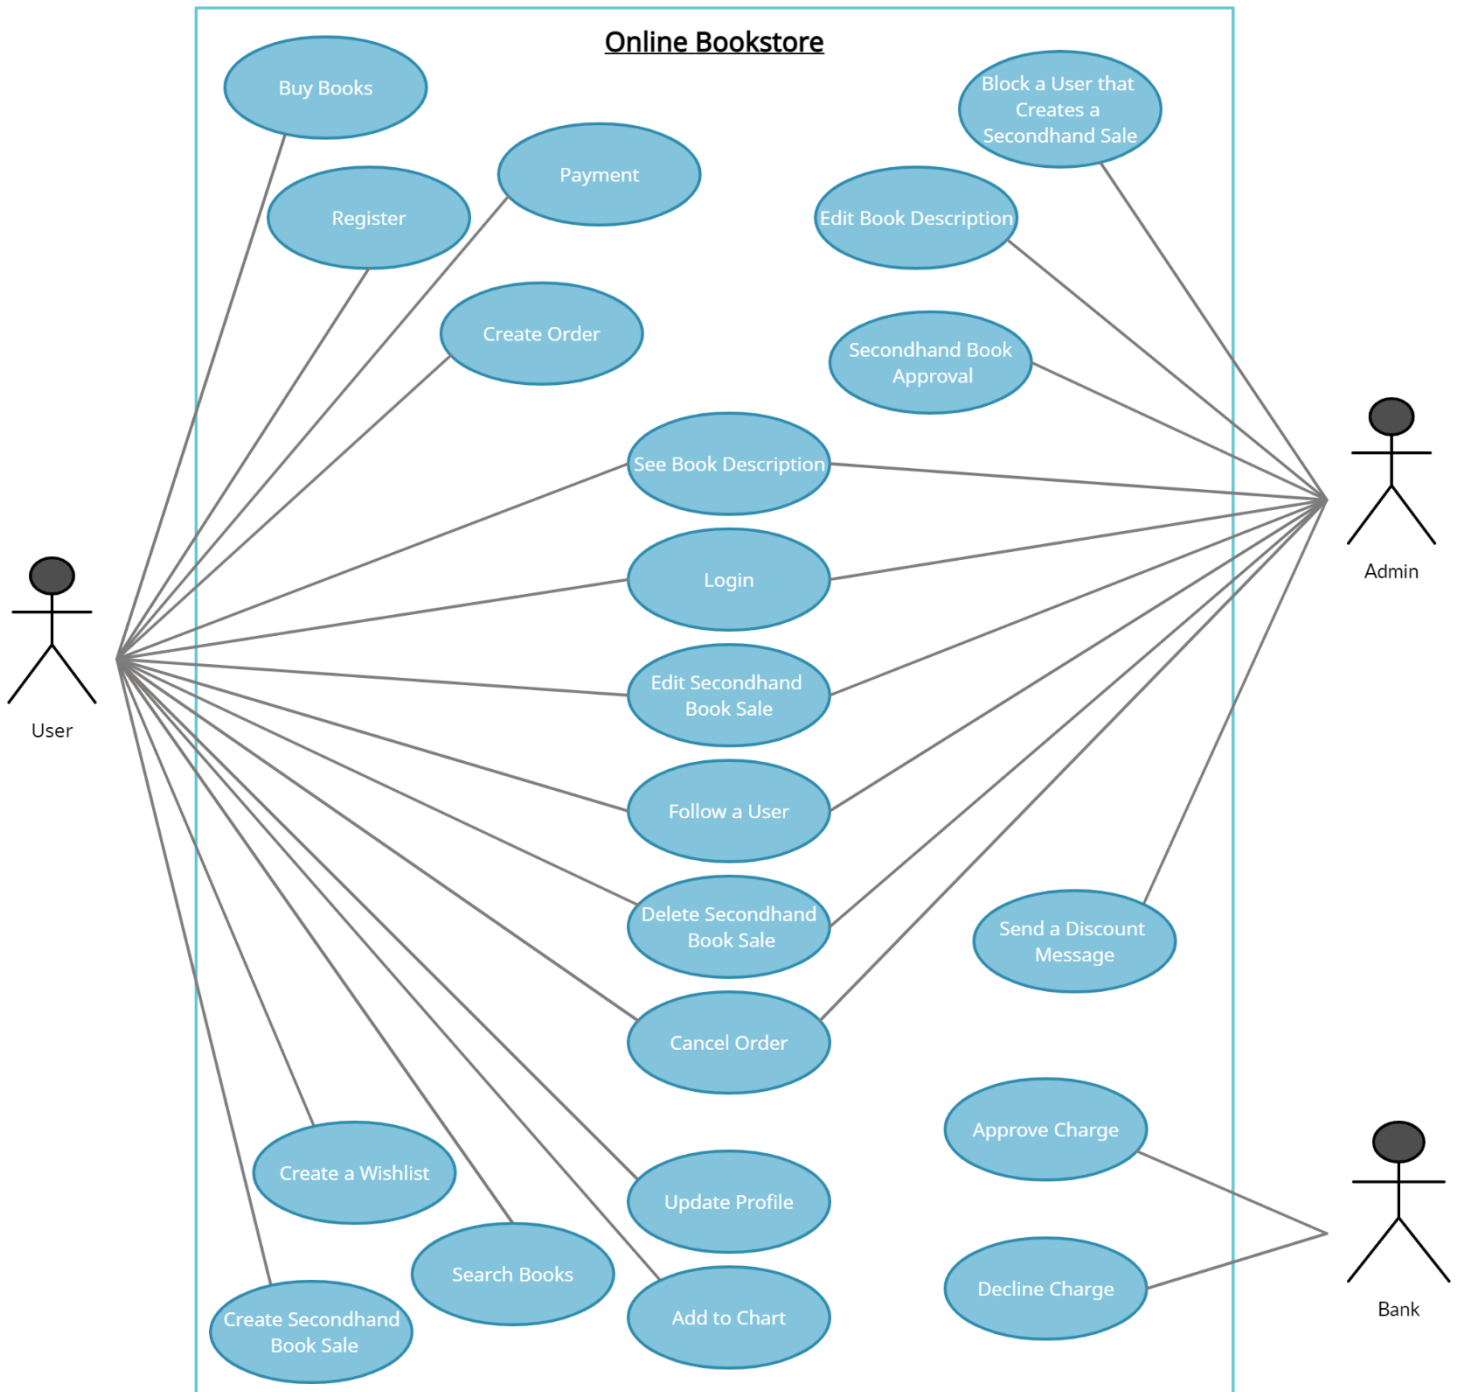 Online Bookstore
Buy Books
Block a User that
Creates a
Secondhand Sale
Payment
Register
Edit Book Description
Create Order
Secondhand Book
Approval
See Book Description
Login
Admin
Edit Secondhand
Book Sale
User
Follow a User
Delete Secondhand
Book Sale
Send a Discount
Message
Cancel Order
Approve Charge
Create a Wishlist
Update Profile
Search Books
Decline Charge
Bank
Create Secondhand
Book Sale
Add to Chart